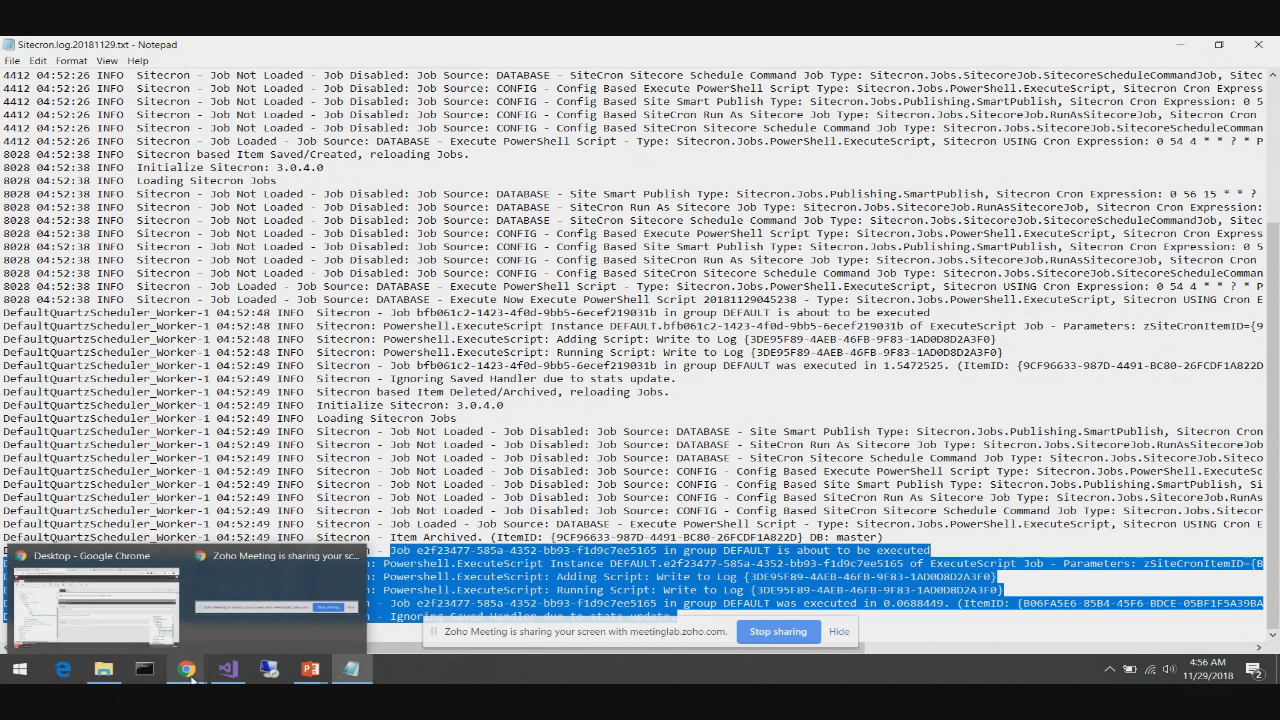 Sitecron.log.20181129.txt - Notepad
File Edit Format View Help
4412 04:52:26 INFO Sitecron - Job Not Loaded - Job Disabled: Job Source: DATABASE - SiteCron Sitecore Schedule Command Job Type: Sitecron.Jobs.SitecoreJob.SitecoreScheduleCommandJob, Sitec
4412 04:52:26 INFO Sitecron - Job Not Loaded - Job Disabled: Job Source: CONFIG - Config Based Execute PowerShell Script Type: Sitecron.Jobs.PowerShell.ExecuteScript, Sitecron Cron Express
4412 04:52:26 INFO Sitecron - Job Not Loaded - Job Disabled: Job Source: CONFIG - Config Based Site Smart Publish Type: Sitecron.Jobs.Publishing.SmartPublish, Sitecron Cron Expression: 0 5
4412 04:52:26 INFO Sitecron - Job Not Loaded - Job Disabled: Job Source: CONFIG - Config Based SiteCron Run As Sitecore Job Type: Sitecron.Jobs.SitecoreJob.RunAsSitecoreJob, Sitecron Cron
4412 04:52:26 INFO Sitecron - Job Not Loaded - Job Disabled: Job Source: CONFIG - Config Based SiteCron Sitecore Schedule Command Job Type: Sitecron.Jobs.SitecoreJob.SitecoreScheduleComman
4412 04:52:26 INFO Sitecron - Job Loaded - Job Source: DATABASE - Execute PowerShell Script - Type: Sitecron.Jobs.PowerShell.ExecuteScript, Sitecron USING Cron Expression: 0 54 4 * * ? * P
8028 04:52:38 INFO Sitecron based Item Saved/Created, reloading Jobs.
8028 04:52:38 INFO Initialize Sitecron: 3.0.4.0
8028 04:52:38 INFO Loading Sitecron Jobs
8028 04:52:38 INFO Sitecron - Job Not Loaded - Job Disabled: Job Source: DATABASE - Site Smart Publish Type: Sitecron.Jobs.Publishing.SmartPublish, Sitecron Cron Expression: 0 56 15 * * ?
8028 04:52:38 INFO Sitecron - Job Not Loaded - Job Disabled: Job Source: DATABASE - SiteCron Run As Sitecore Job Type: Sitecron.Jobs.SitecoreJob.RunAsSitecoreJob, Sitecron Cron Expression:
8028 04:52:38 INFO Sitecron - Job Not Loaded - Job Disabled: Job Source: DATABASE - SiteCron Sitecore Schedule Command Job Type: Sitecron.Jobs.SitecoreJob.SitecoreScheduleCommandJob, Sitec
8028 04:52:38 INFO Sitecron - Job Not Loaded - Job Disabled: Job Source: CONFIG - Config Based Execute PowerShell Script Type: Sitecron.Jobs.PowerShell.ExecuteScript, Sitecron Cron Express
8028 04:52:38 INFO Sitecron - Job Not Loaded - Job Disabled: Job Source: CONFIG - Config Based Site Smart Publish Type: Sitecron.Jobs.Publishing.SmartPublish, Sitecron Cron Expression: 0 5
8028 04:52:38 INFO Sitecron - Job Not Loaded - Job Disabled: Job Source: CONFIG - Config Based SiteCron Run As Sitecore Job Type: Sitecron.Jobs.SitecoreJob.RunAsSitecoreJob, Sitecron Cron
8028 04:52:38 INFO Sitecron - Job Not Loaded - Job Disabled: Job Source: CONFIG - Config Based SiteCron Sitecore Schedule Command Job Type: Sitecron.Jobs.SitecoreJob.SitecoreScheduleComman
8028 04:52:38 INFO Sitecron - Job Loaded - Job Source: DATABASE - Execute PowerShell Script - Type: Sitecron.Jobs.PowerShell.ExecuteScript, Sitecron USING Cron Expression: 0 54 4 * ? * P
8028 04:52:38 INFO Sitecron - Job Loaded - Job Source: DATABASE - Execute Now Execute PowerShell Script 20181129045238 - Type: Sitecron.Jobs.PowerShell.ExecuteScript, Sitecron USING Cron E
DefaultQuartzScheduler_Worker-1 04:52:48 INFO Sitecron - Job bfb061c2-1423-4f0d-9bb5-6ecef219031b in group DEFAULT is about to be executed
DefaultQuartzScheduler_Worker-1 04:52:48 INFO Sitecron: Powershell.ExecuteScript Instance DEFAULT.bfb061c2-1423-4f0d-9bb5-6ecef219031b of ExecuteScript Job - Parameters: zSiteCronItemID={9
DefaultQuartzScheduler_Worker-1 04:52:48 INFO Sitecron: Powershell.ExecuteScript: Adding Script: Write to Log {3DE95F89-4AEB-46FB-9F83-1AD0D8D2A3F0}
DefaultQuartzScheduler_Worker-1 04:52:48 INFO Sitecron: Powershell.ExecuteScript: Running Script: Write to Log {3DE95F89-4AEB-46FB-9F83-1AD0D8D2A3F0}
DefaultQuartzScheduler_Worker-1 04:52:49 INFO Sitecron - Job bfb061c2-1423-4f0d-9bb5-6ecef219031b in group DEFAULT was executed in 1.5472525. (ItemID: {9CF96633-987D-4491-BC80-26FCDF1A822D
DefaultQuartzScheduler_Worker-1 04:52:49 INFO Sitecron - Ignoring Saved Handler due to stats update.
DefaultQuartzScheduler_Worker-1 04:52:49 INFO Sitecron based Item Deleted/Archived, reloading Jobs.
DefaultQuartzScheduler_Worker-1 04:52:49 INFO Initialize Sitecron: 3.0.4.0
DefaultQuartzScheduler_Worker-1 04:52:49 INFO Loading Sitecron Jobs
DefaultQuartzScheduler_Worker-1 04:52:49 INFO Sitecron - Job Not Loaded - Job Disabled: Job Source: DATABASE - Site Smart Publish Type: Sitecron.Jobs.Publishing.SmartPublish, Sitecron Cron
DefaultQuartzScheduler_Worker-1 04:52:49 INFO Sitecron - Job Not Loaded - Job Disabled: Job Source: DATABASE - SiteCron Run As Sitecore Job Type: Sitecron.Jobs.SitecoreJob.RunAsSitecoreJob
DefaultQuartzScheduler_Worker-1 04:52:49 INFO Sitecron - Job Not Loaded - Job Disabled: Job Source: DATABASE - SiteCron Sitecore Schedule Command Job Type: Sitecron.Jobs.SitecoreJob.Siteco
DefaultQuartzScheduler_Worker-1 04:52:49 INFO Sitecron - Job Not Loaded - Job Disabled: Job Source: CONFIG - Config Based Execute PowerShell Script Type: Sitecron.Jobs.PowerShell.ExecuteSc
DefaultQuartzScheduler_Worker-1 04:52:49 INFO Sitecron - Job Not Loaded - Job Disabled: Job Source: CONFIG - Config Based Site Smart Publish Type: Sitecron.Jobs.Publishing.SmartPublish, Si
DefaultQuartzScheduler_Worker-1 04:52:49 INFO Sitecron - Job Not Loaded - Job Disabled: Job Source: CONFIG - Config Based SiteCron Run As Sitecore Job Type: Sitecron.Jobs.SitecoreJob.RunAs
DefaultQuartzScheduler_Worker-1 04:52:49 INFO Sitecron - Job Not Loaded - Job Disabled: Job Source: CONFIG - Config Based SiteCron Sitecore Schedule Command Job Type: Sitecron.Jobs.Sitecor
DefaultQuartzScheduler_Worker-1 04:52:49 INFO Sitecron - Job Loaded - Job Source: DATABASE - Execute PowerShell Script - Type: Sitecron.Jobs.PowerShell.ExecuteScript, Sitecron USING Cron E
DefaultQuartzScheduler_Worker-1 04:52:49 INFO Sitecron - Item Archived. (ItemID: {9CF96633-987D-4491-BC80-26FCDF1A822D} DB: master)
- Job e2f23477-585a-4352-bb93-f1d9c7ee5165 in group DEFAULT is about to be executed
Desktop - Google Chrome
Zoho Meeting is sharing your sc...
: Powershell.ExecuteScript Instance DEFAULT.e2f23477-585a-4352-bb93-f1d9c7ee5165 of ExecuteScript Job - Parameters: zSiteCronItemID={B
: Powershell.ExecuteScript: Adding Script: Write to Log {3DE95F89-4AEB-46FB-9F83-1AD0D8D2A3F0}
: Powershell.ExecuteScript: Running Script: Write to Log {3DE95F89-4AEB-46FB-9F83-1AD0D8D2A3F0}
- Job e2f23477-585a-4352-bb93-f1d9c7ee5165 in group DEFAULT was executed in 0.0688449. (ItemID: {B06FA5E6-85B4-45F6-BDCE-05BF1F5A39BA
- Ignoring Saved Handler due to stats update.
Zoho Meeting is sharing your screen with meetinglab.zoho.com. Stop sharing Hide
4:56 AM
11/29/2018
2